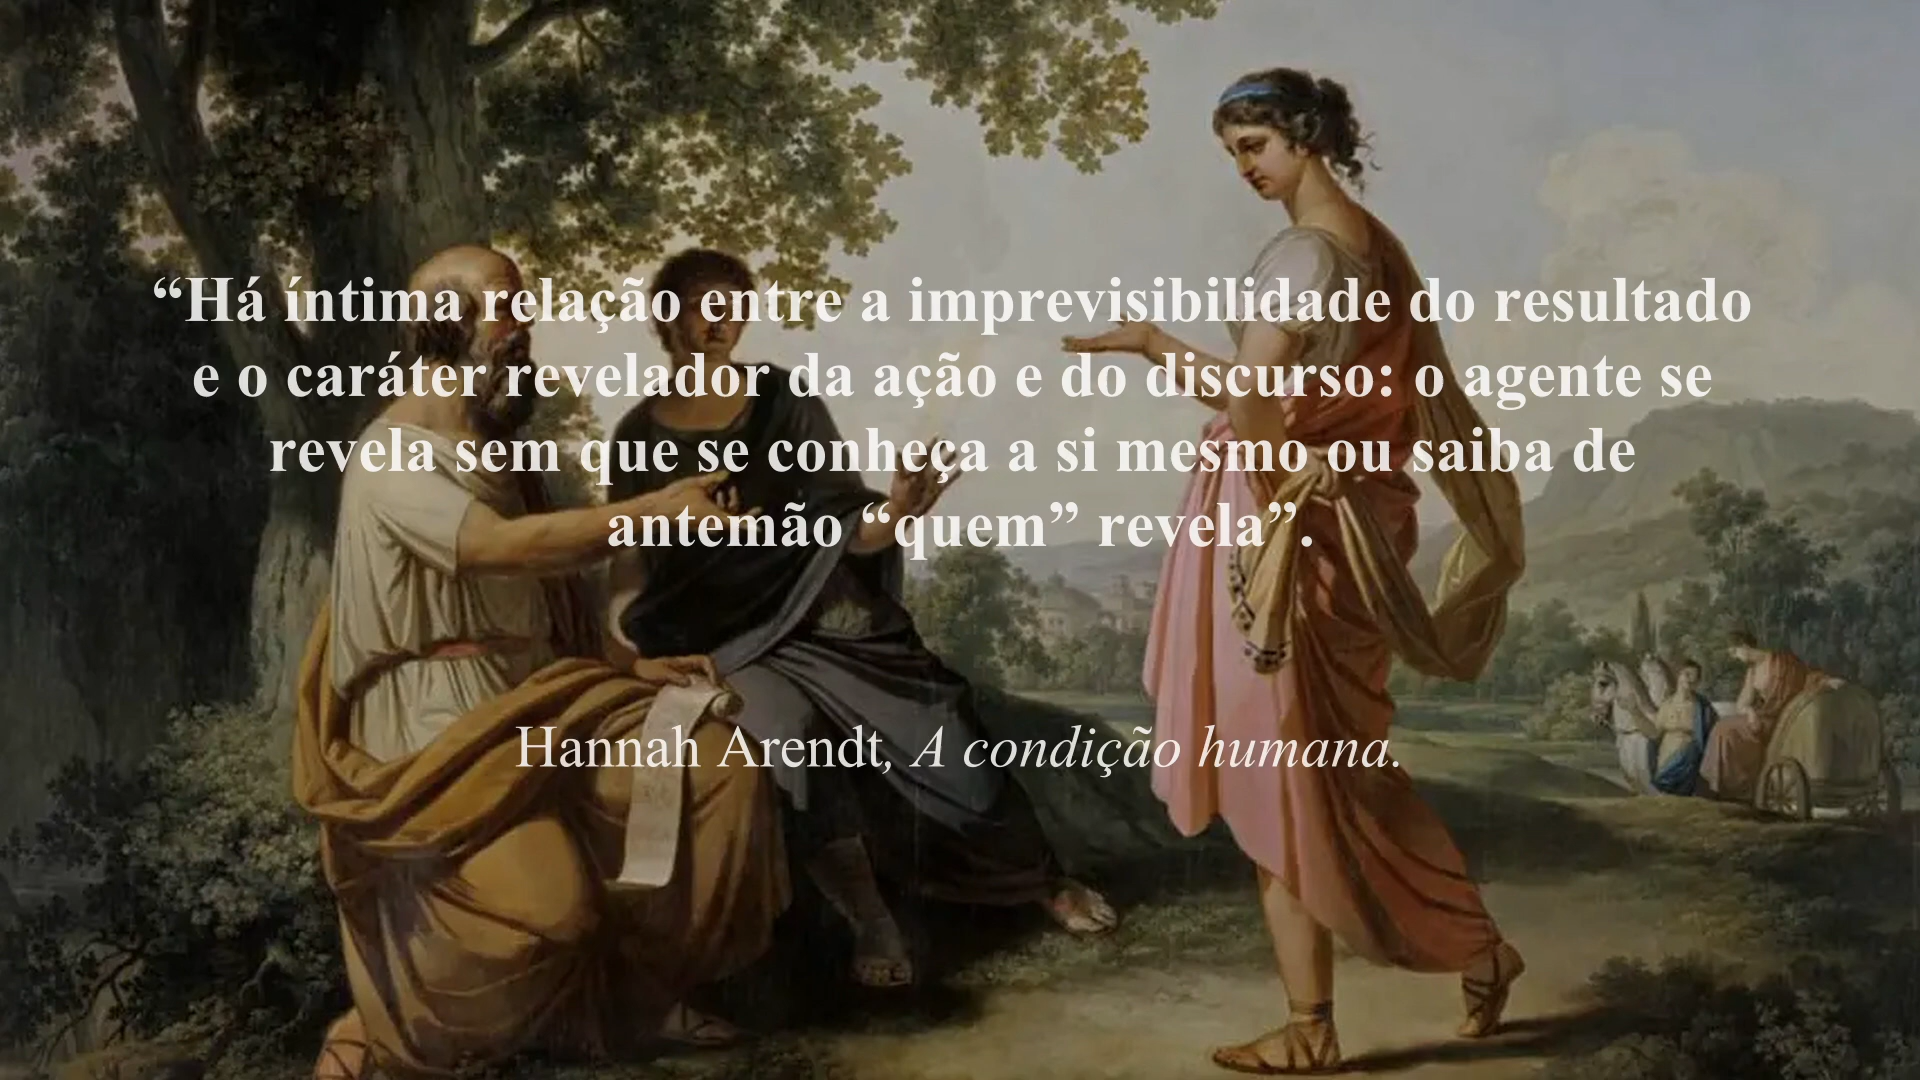 “Há íntima relação entre a imprevisibilidade do resultado
e o caráter revelador da ação e do discurso: o agente se
revela sem que se conheça a si mesmo ou saiba de
antemão “quem” revela”.
Hannah Arendt, A condição humana.